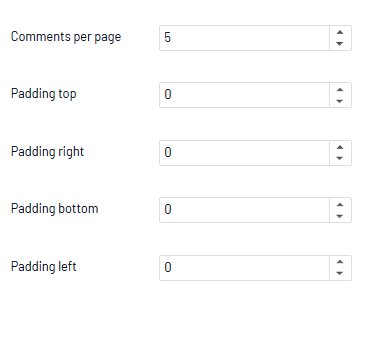 Comments per page 5
Padding top 0
Padding right 0
Padding bottom 0
Padding left 0